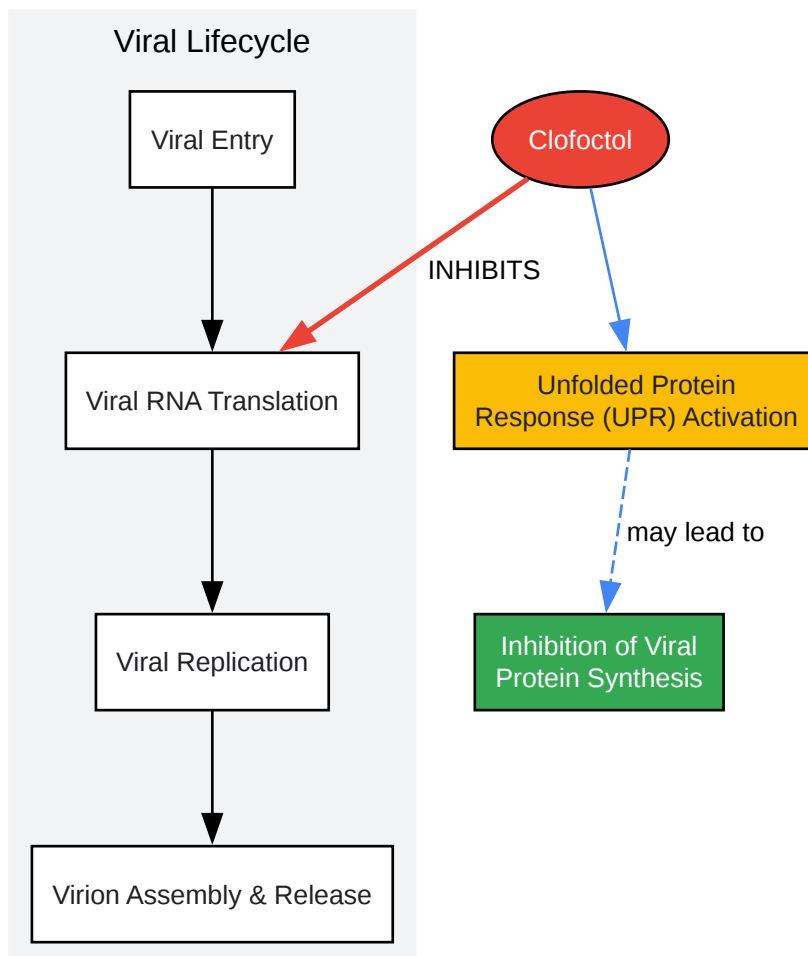 Viral Lifecycle
Viral Entry
Clofoctol
INHIBITS
Viral RNA Translation
Unfolded Protein
Response (UPR) Activation
may lead to
Viral Replication
Inhibition of Viral
Protein Synthesis
Virion Assembly & Release